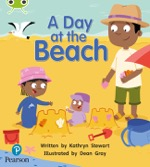 A Day
at the
Beach
Written by Kathryn Stewart
Illustrated by Dean Gray
Pearson